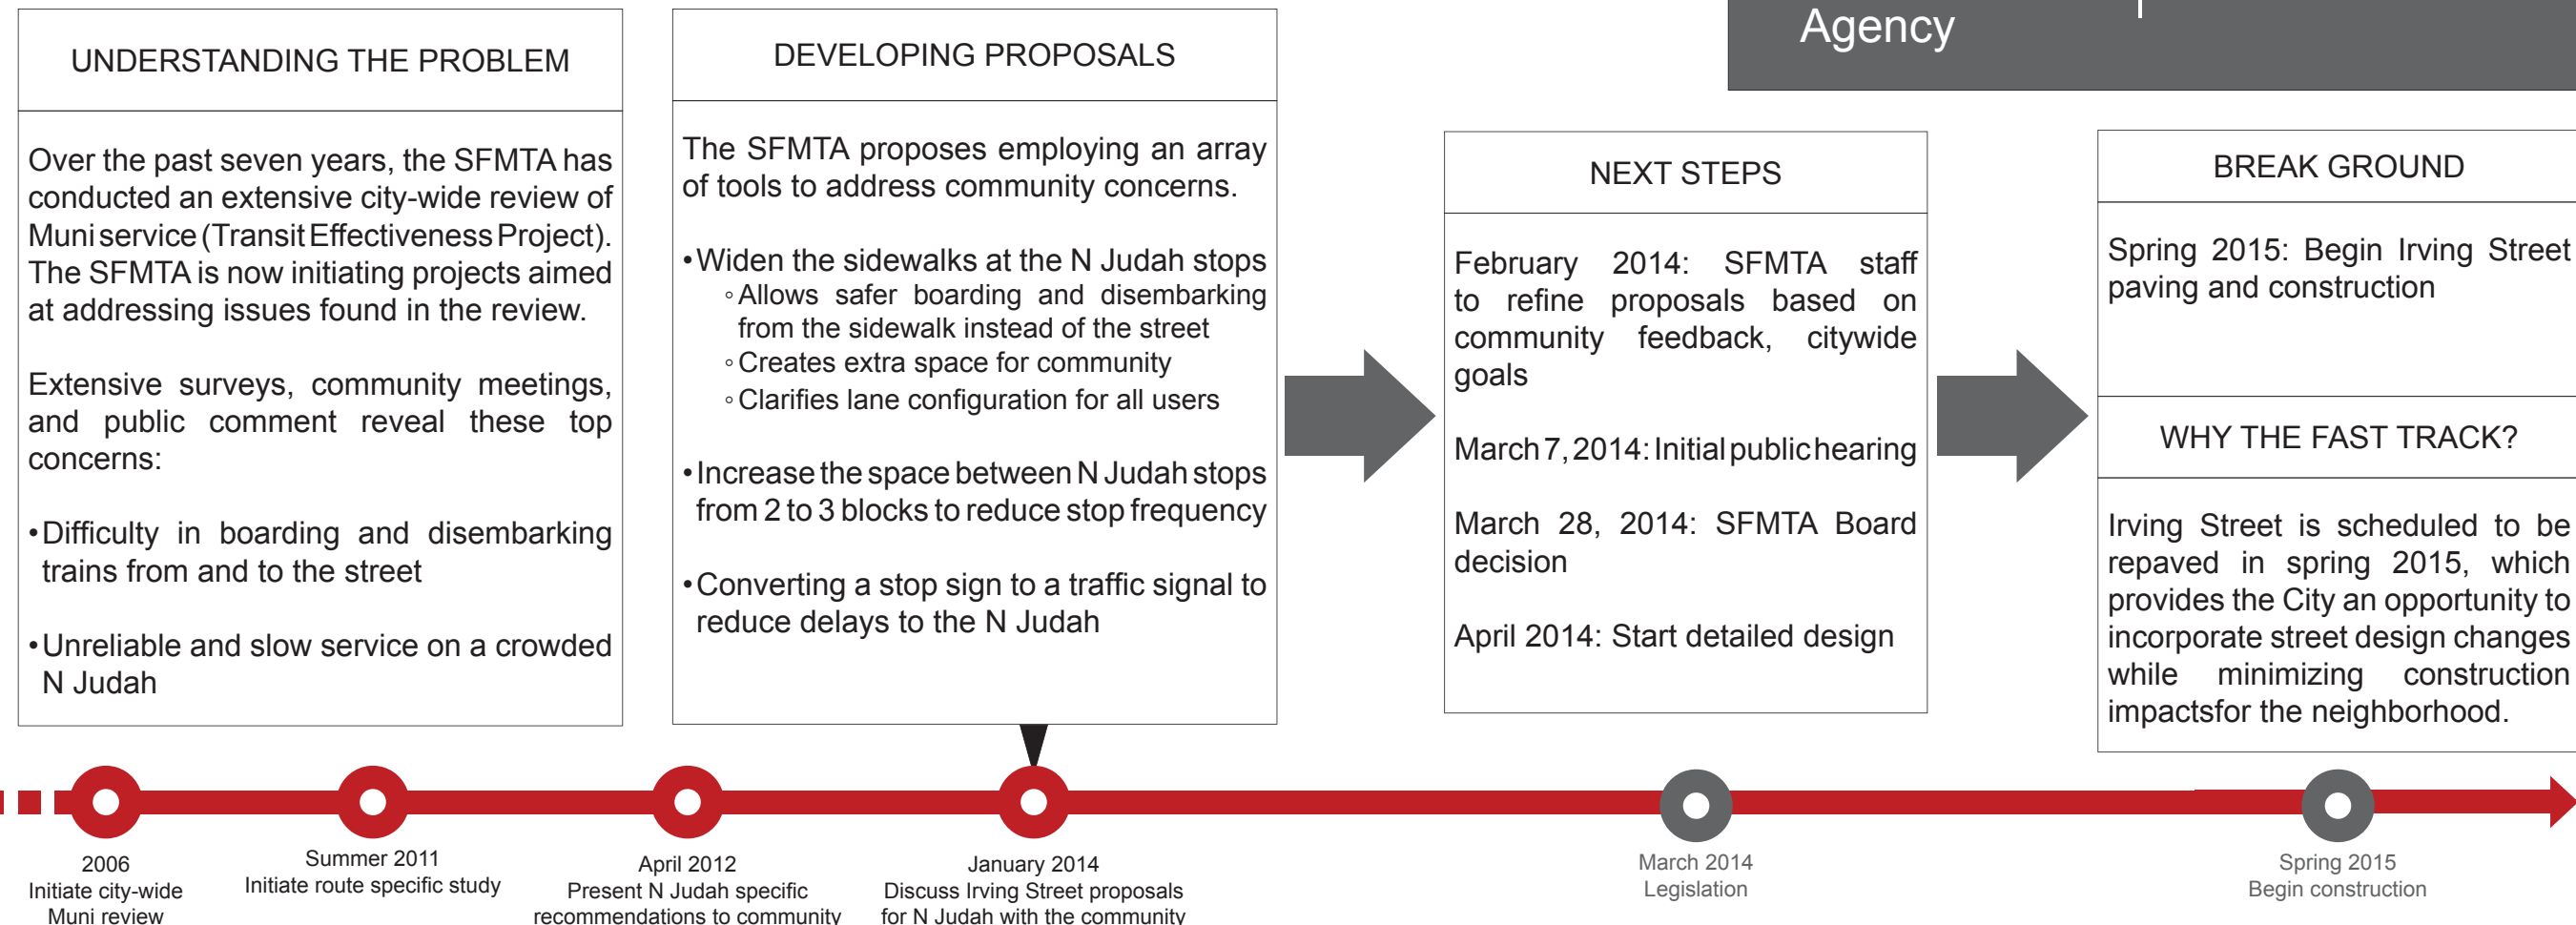 Agency
UNDERSTANDING THE PROBLEM
Over the past seven years, the SFMTA has
conducted an extensive city-wide review of
Muni service (Transit Effectiveness Project).
The SFMTA is now initiating projects aimed
at addressing issues found in the review.
Extensive surveys, community meetings,
and public comment reveal these top
concerns:
•Difficulty in boarding and disembarking
trains from and to the street
•Unreliable and slow service on a crowded
N Judah
DEVELOPING PROPOSALS
The SFMTA proposes employing an array
of tools to address community concerns.
•Widen the sidewalks at the N Judah stops
◦Allows safer boarding and disembarking
from the sidewalk instead of the street
◦Creates extra space for community
◦Clarifies lane configuration for all users
•Increase the space between N Judah stops
from 2 to 3 blocks to reduce stop frequency
•Converting a stop sign to a traffic signal to
reduce delays to the N Judah
NEXT STEPS
February 2014: SFMTA staff
to refine proposals based on
community feedback, citywide
goals
March 7, 2014: Initial public hearing
March 28, 2014: SFMTA Board
decision
April 2014: Start detailed design
BREAK GROUND
Spring 2015: Begin Irving Street
paving and construction
WHY THE FAST TRACK?
Irving Street is scheduled to be
repaved in spring 2015, which
provides the City an opportunity to
incorporate street design changes
while minimizing construction
impactsfor the neighborhood.
2006
Initiate city-wide
Muni review
Summer 2011
Initiate route specific study
April 2012
Present N Judah specific
recommendations to community
January 2014
Discuss Irving Street proposals
for N Judah with the community
March 2014
Legislation
Spring 2015
Begin construction